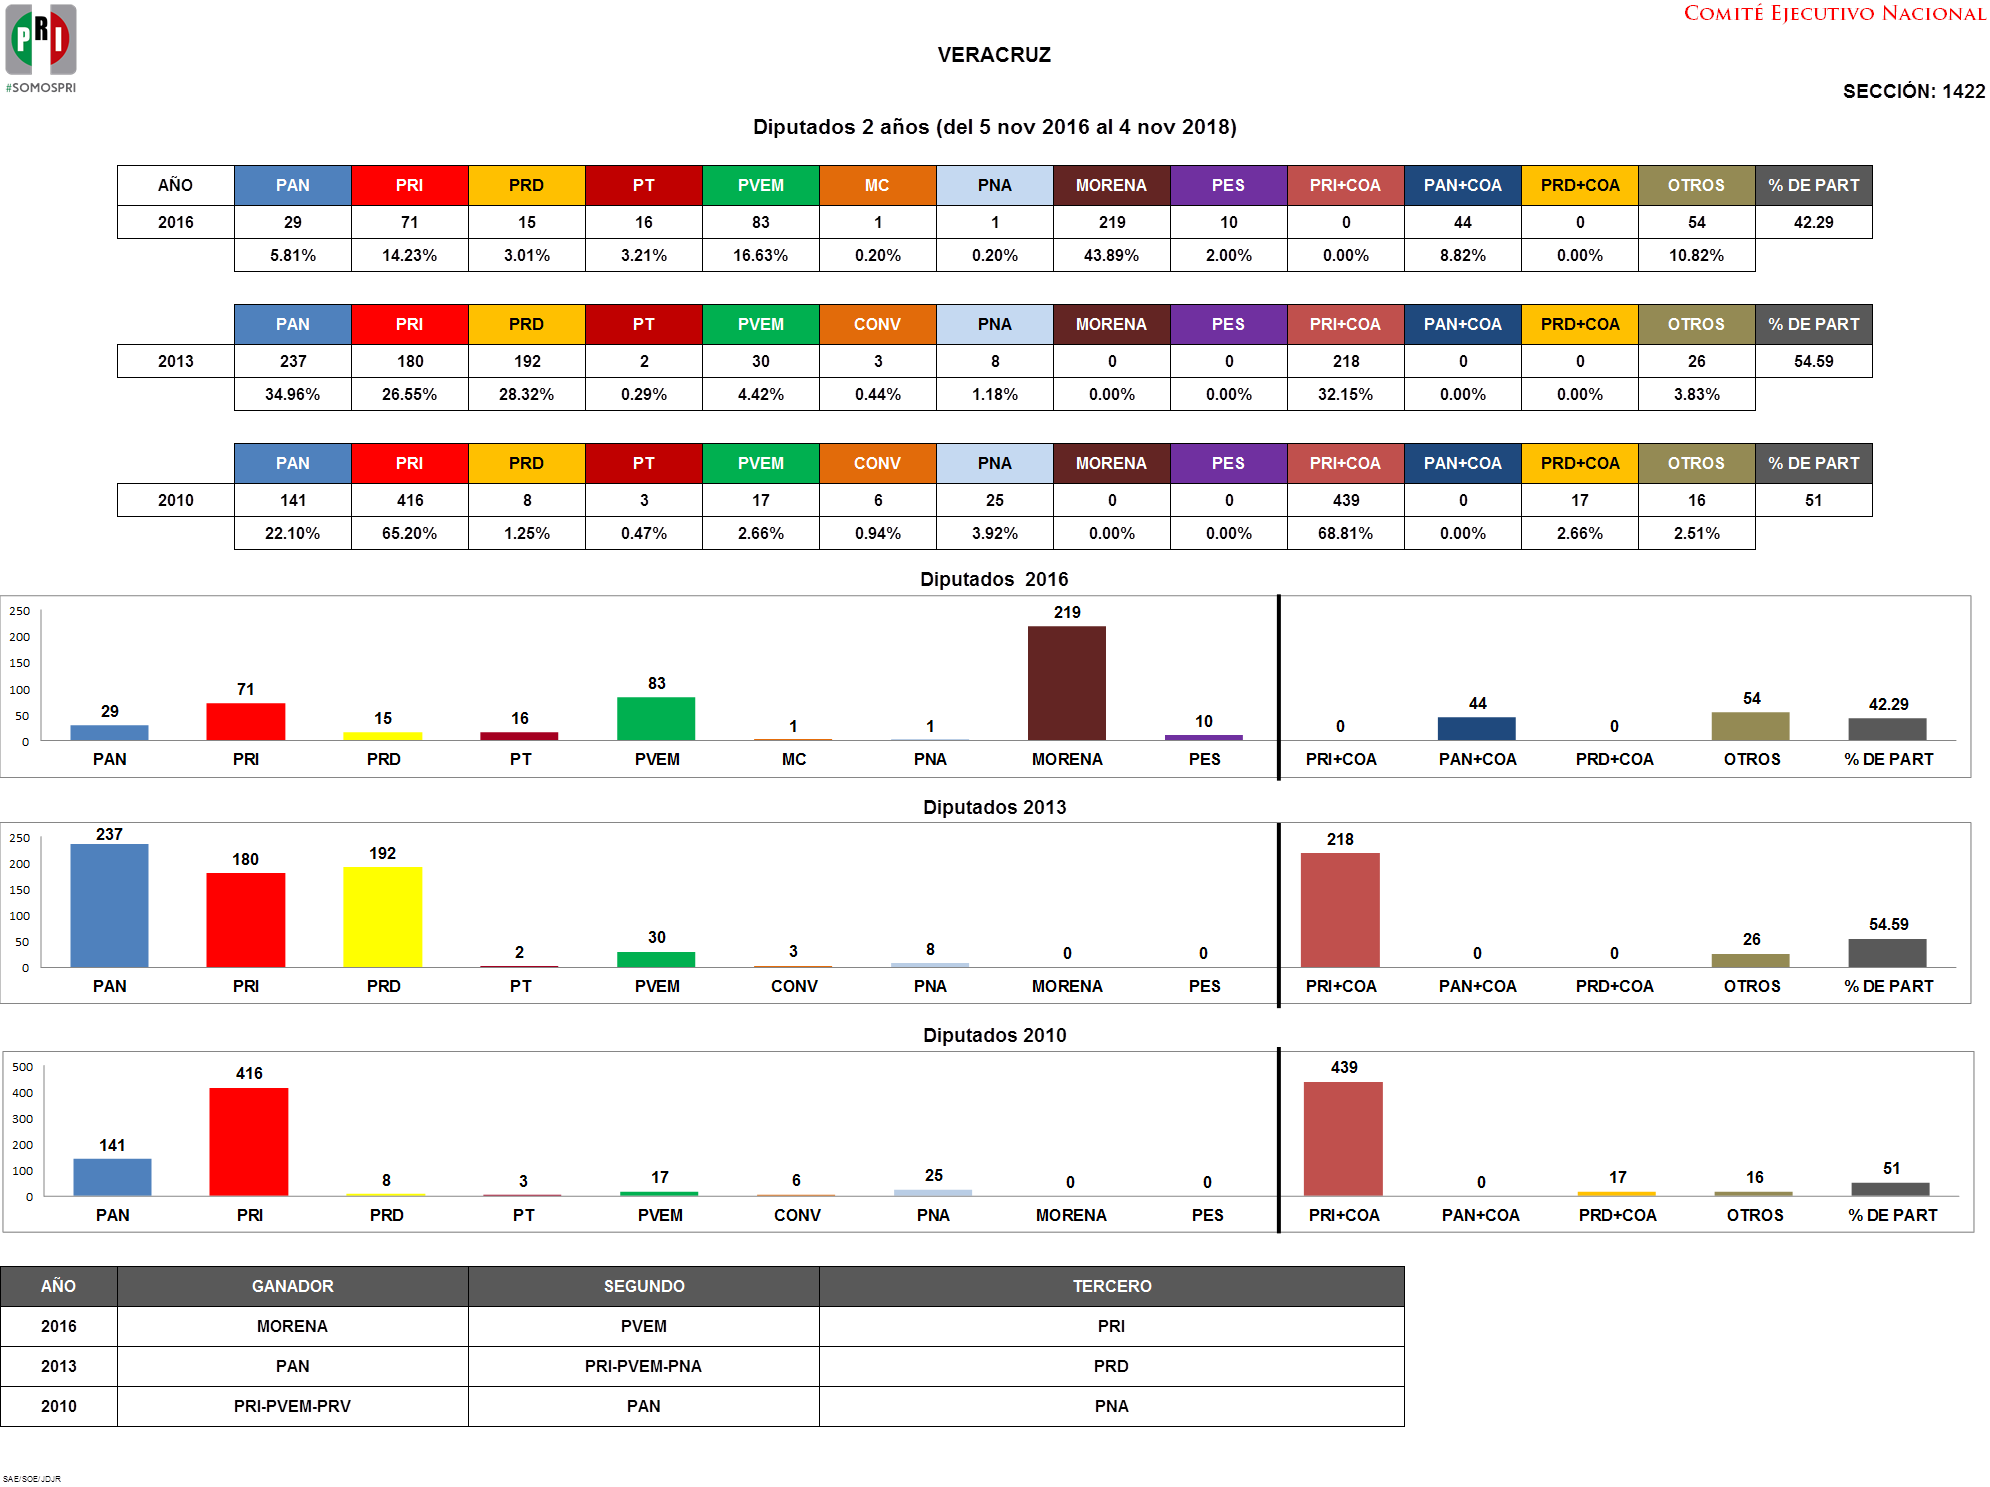 PRI
#SOMOSPRI
COMITÉ EJECUTIVO NACIONAL
VERACRUZ
SECCIÓN: 1422
Diputados 2 años (del 5 nov 2016 al 4 nov 2018)
AÑO PAN PRI PRD PT PVEM MC PNA MORENA PES PRI+COA PAN+COA PRD+COA OTROS % DE PART
2016 29 71 15 16 83 1 1 219 10 0 44 0 54 42.29
5.81% 14.23% 3.01% 3.21% 16.63% 0.20% 0.20% 43.89% 2.00% 0.00% 8.82% 0.00% 10.82%
PAN PRI PRD PT PVEM CONV PNA MORENA PES PRI+COA PAN+COA PRD+COA OTROS % DE PART
2013 237 180 192 2 30 3 8 0 0 218 0 0 26 54.59
34.96% 26.55% 28.32% 0.29% 4.42% 0.44% 1.18% 0.00% 0.00% 32.15% 0.00% 0.00% 3.83%
PAN PRI PRD PT PVEM CONV PNA MORENA PES PRI+COA PAN+COA PRD+COA OTROS % DE PART
2010 141 416 8 3 17 6 25 0 0 439 0 17 16 51
22.10% 65.20% 1.25% 0.47% 2.66% 0.94% 3.92% 0.00% 0.00% 68.81% 0.00% 2.66% 2.51%
Diputados 2016
250
200
150
100
50
0
29 71 15 16 83 1 1 219 10 0 44 0 54 42.29
PAN PRI PRD PT PVEM MC PNA MORENA PES PRI+COA PAN+COA PRD+COA OTROS % DE PART
Diputados 2013
250
200
150
100
50
0
237 180 192 2 30 3 8 0 0 218 0 0 26 54.59
PAN PRI PRD PT PVEM CONV PNA MORENA PES PRI+COA PAN+COA PRD+COA OTROS % DE PART
Diputados 2010
500
400
300
200
100
0
141 416 8 3 17 6 25 0 0 439 0 17 16 51
PAN PRI PRD PT PVEM CONV PNA MORENA PES PRI+COA PAN+COA PRD+COA OTROS % DE PART
AÑO GANADOR SEGUNDO TERCERO
2016 MORENA PVEM PRI
2013 PAN PRI-PVEM-PNA PRD
2010 PRI-PVEM-PRV PAN PNA
SAE/SOE/JDJR